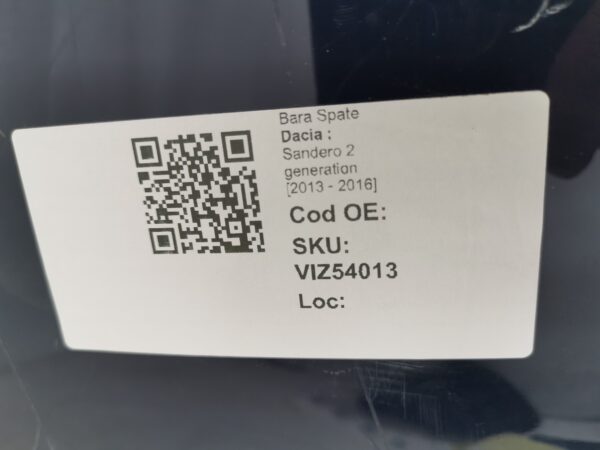 Bara Spate
Dacia :
Sandero 2
generation
[2013 - 2016]
Cod OE:
SKU:
VIZ54013
Loc: